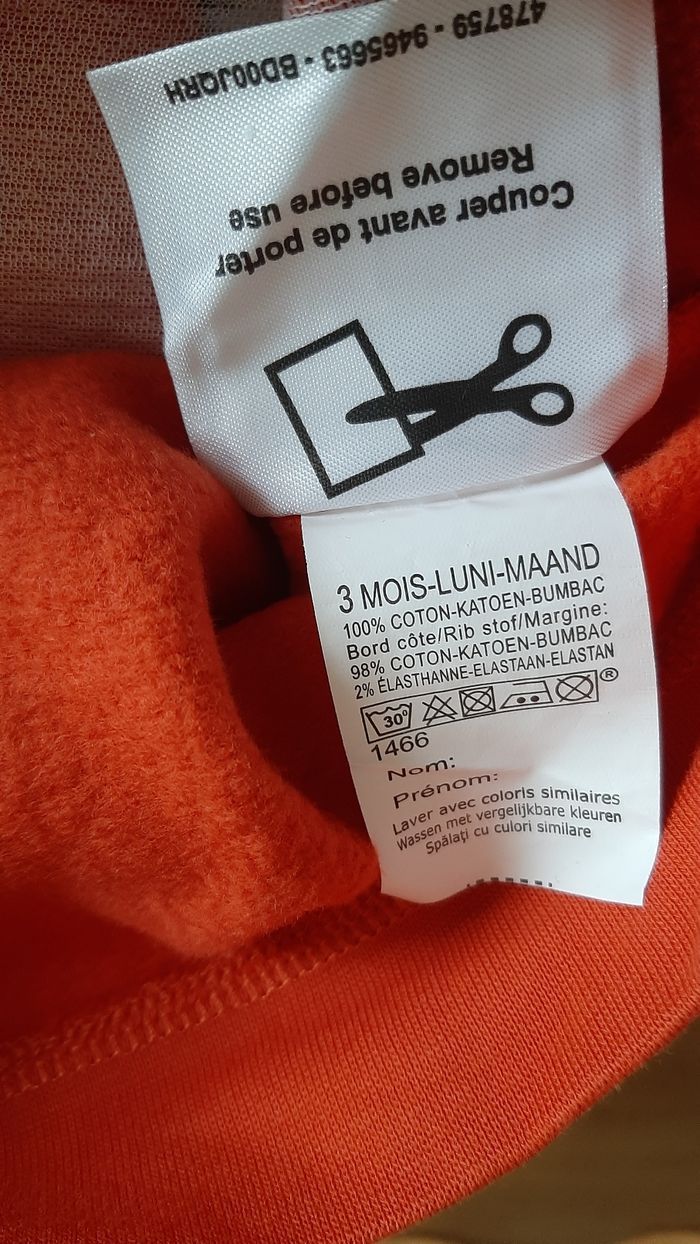 478759 - 9465663 - BD00JQRH
Remove before use
Couper avant de porter
3 MOIS-LUNI-MAAND
100% COTON-KATOEN-BUMBAC
Bord côte/Rib stof/Margine:
98% COTON-KATOEN-BUMBAC
2% ÉLASTHANNE-ELASTAAN-ELASTAN
30°
®
1466
Nom:
Prénom:
Laver avec coloris similaires
Wassen met vergelijkbare kleuren
Spălați cu culori similare